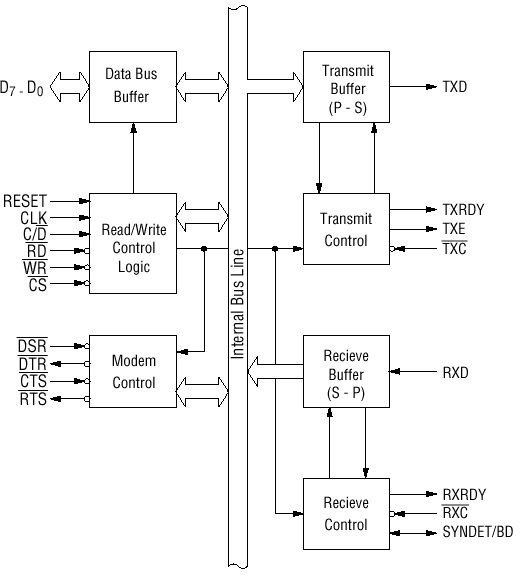 D7 - D0
Data Bus
Buffer
Transmit
Buffer
(P - S)
TXD
RESET
CLK
C/D
RD
WR
CS
Read/Write
Control
Logic
Internal Bus Line
Transmit
Control
TXRDY
TXE
TXC
DSR
DTR
CTS
RTS
Modem
Control
Recieve
Buffer
(S - P)
RXD
Recieve
Control
RXRDY
RXC
SYNDET/BD